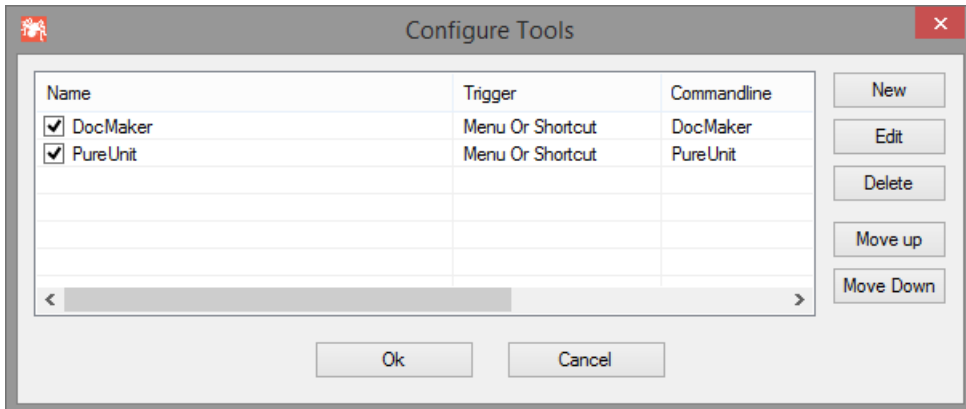 Configure Tools
Name Trigger Commandline
DocMaker Menu Or Shortcut DocMaker
PureUnit Menu Or Shortcut PureUnit
New
Edit
Delete
Move up
Move Down
Ok Cancel